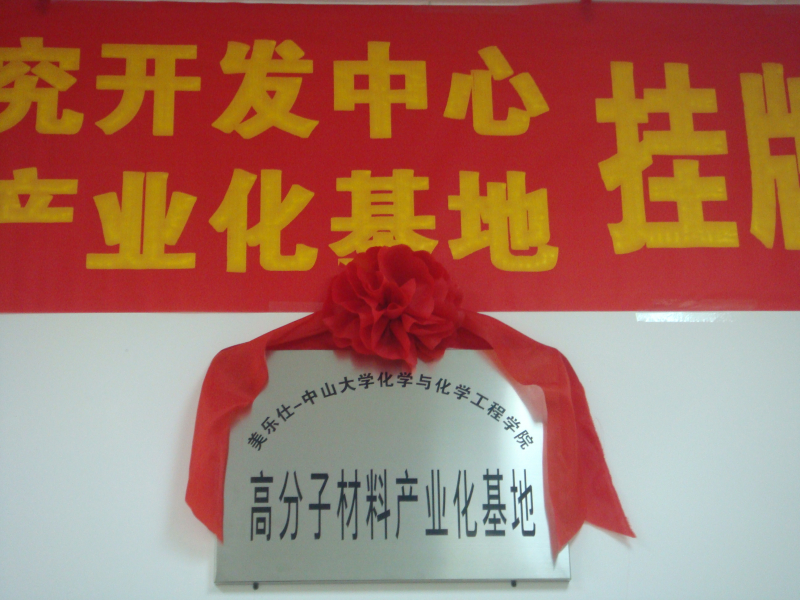 究开发中心
产业化基地
挂牌
美乐仕-中山大学化学与化学工程学院
高分子材料产业化基地